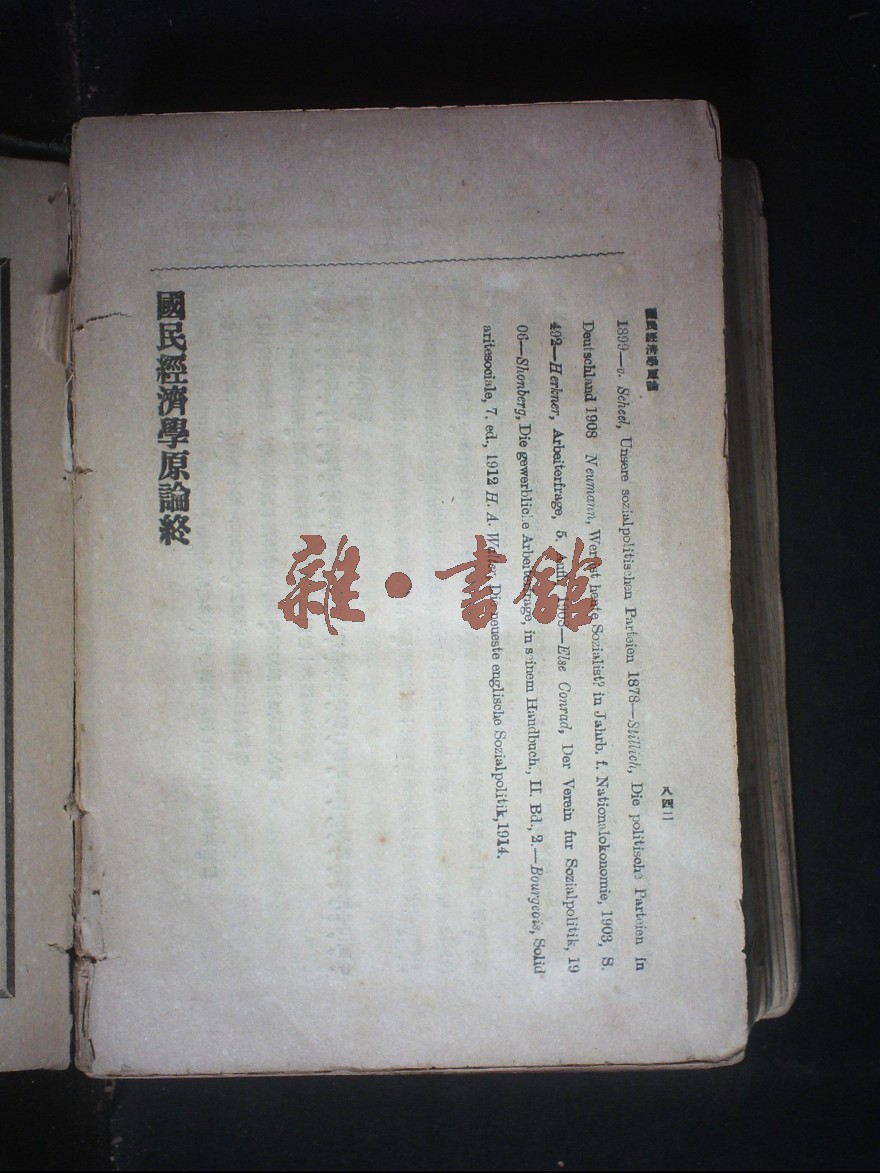 國民經濟學原論
八四二
1899—v. Scheel, Unsere sozialpolitischen Parteien 1878—Stillich, Die politische Parteien in
Deutschland 1908 Neumann, Wer ist heute Sozialist? in Jahrb. f. Nationalokonomie, 1903, S.
492—Herkner, Arbeiterfrage, 5. Aufl. 1908—Else Conrad, Der Verein fur Sozialpolitik, 19
06—Shonberg, Die gewerbliche Arbeiterfrage, in seinem Handbuch., II. Bd., 2.—Bourgeois, Solid
aritesociale, 7. ed., 1912 H. A. Die neueste englische Sozialpolitik, 1914.
國民經濟學原論終
雜·書館